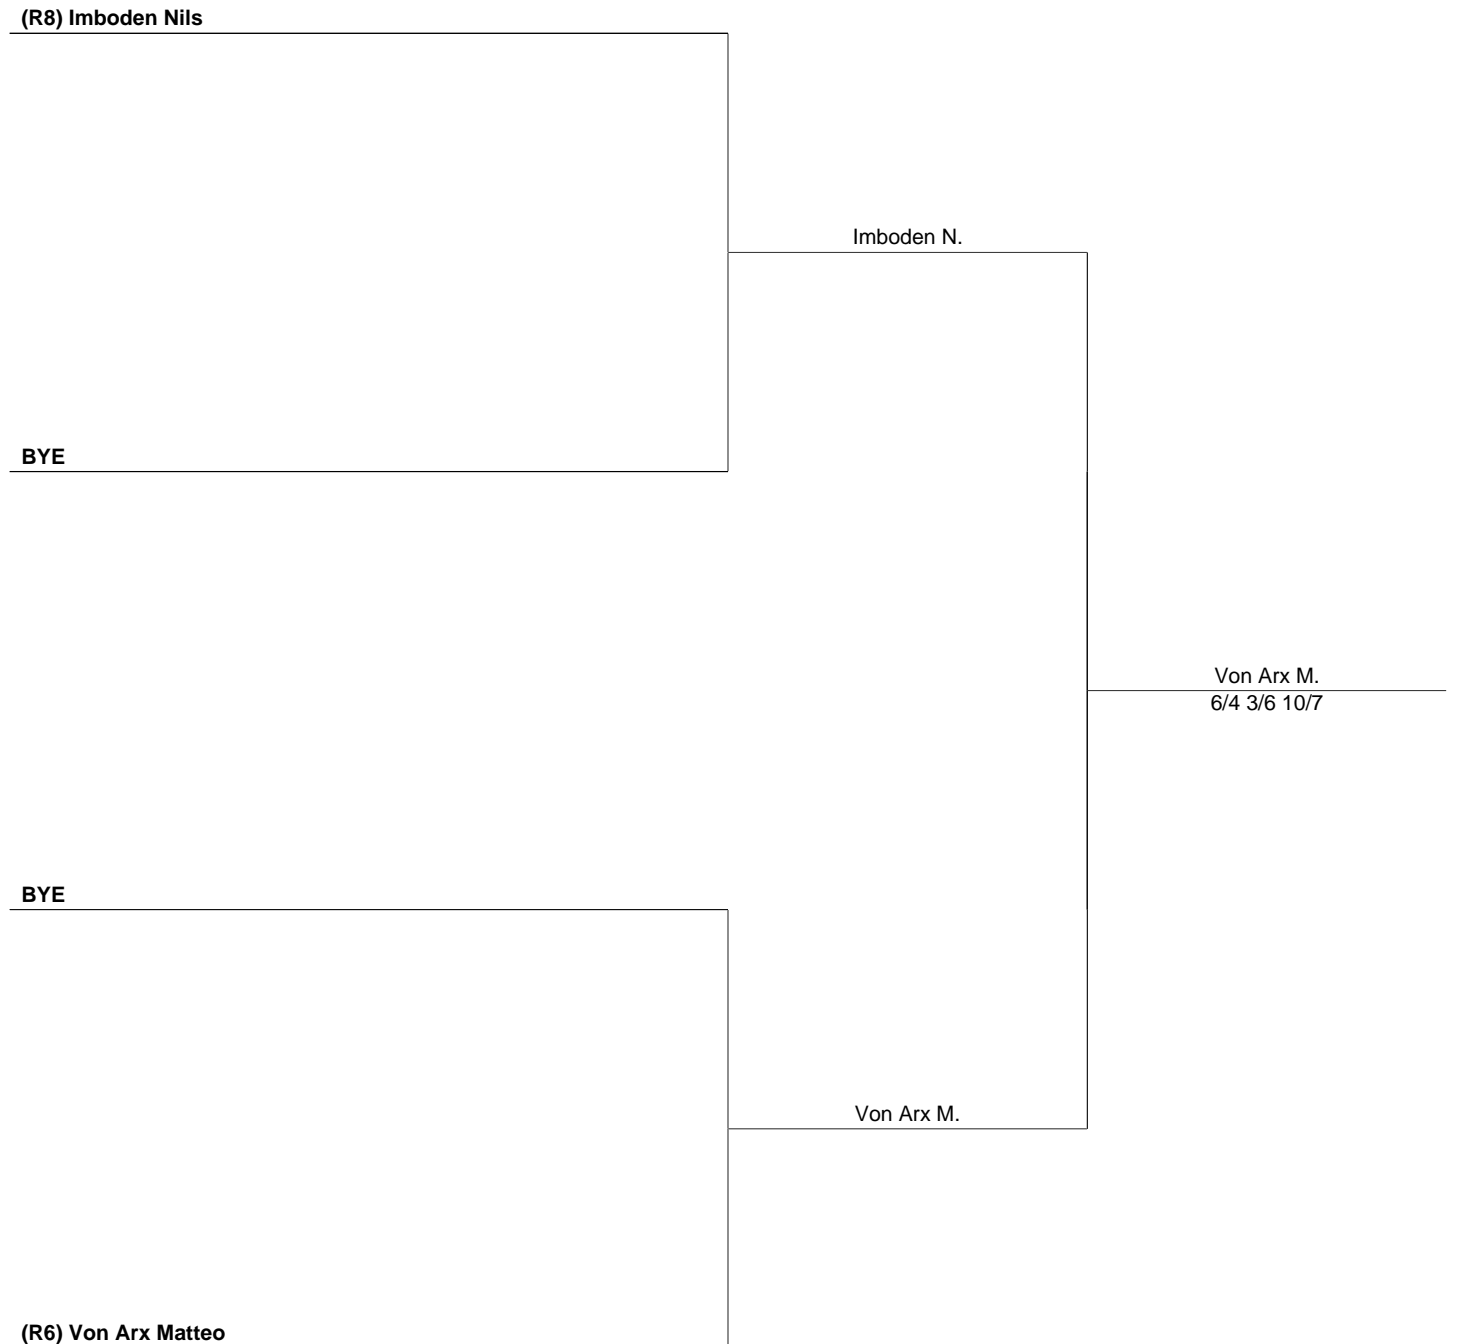 (R8) Imboden Nils
Imboden N.
BYE
Von Arx M.
6/4 3/6 10/7
BYE
Von Arx M.
(R6) Von Arx Matteo